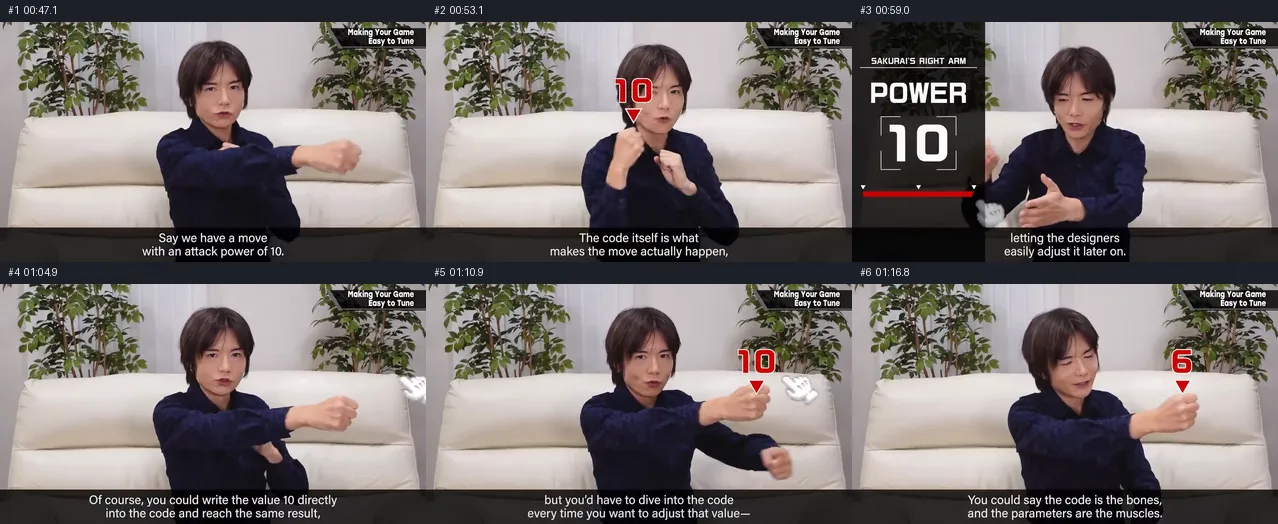 #1 00:47.1
Making Your Game
Easy to Tune
Say we have a move
with an attack power of 10.
#2 00:53.1
Making Your Game
Easy to Tune
10
The code itself is what
makes the move actually happen,
#3 00:59.0
SAKURAI'S RIGHT ARM
POWER
10
Making Your Game
Easy to Tune
letting the designers
easily adjust it later on.
#4 01:04.9
Making Your Game
Easy to Tune
Of course, you could write the value 10 directly
into the code and reach the same result,
#5 01:10.9
Making Your Game
Easy to Tune
10
but you'd have to dive into the code
every time you want to adjust that value—
#6 01:16.8
Making Your Game
Easy to Tune
6
You could say the code is the bones,
and the parameters are the muscles.